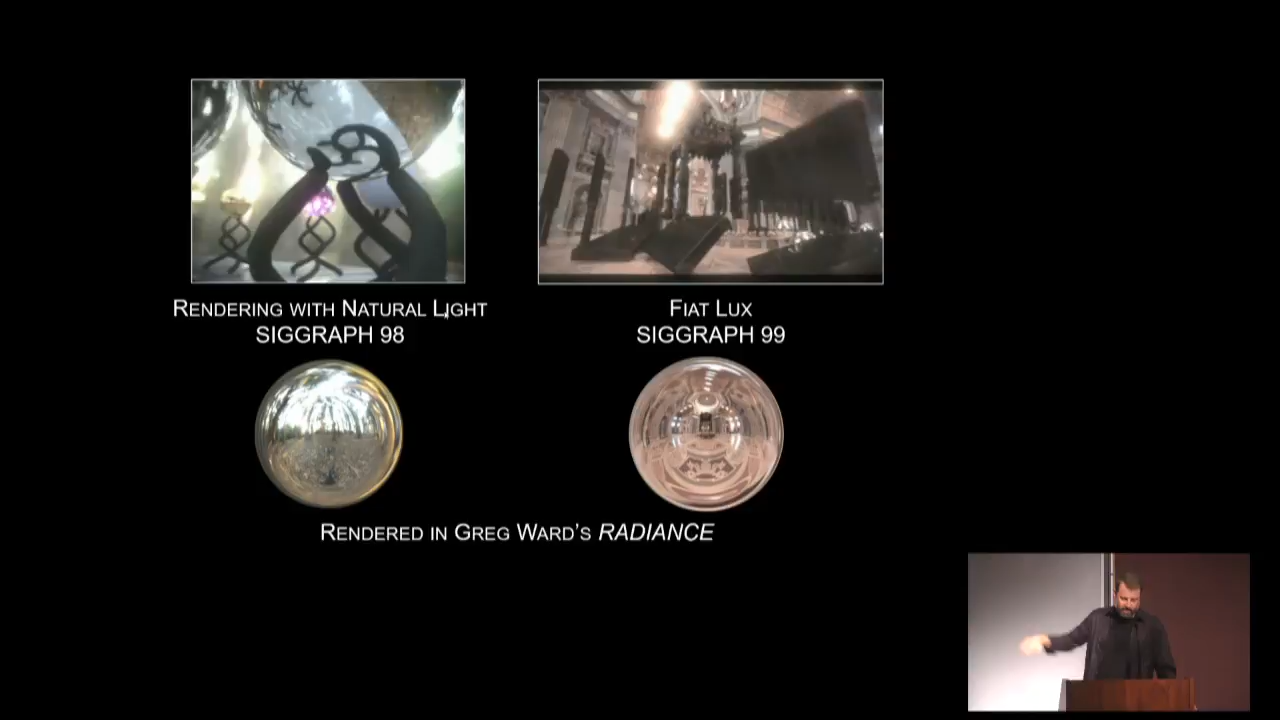 RENDERING WITH NATURAL LIGHT
SIGGRAPH 98
FIAT LUX
SIGGRAPH 99
RENDERED IN GREG WARD'S RADIANCE